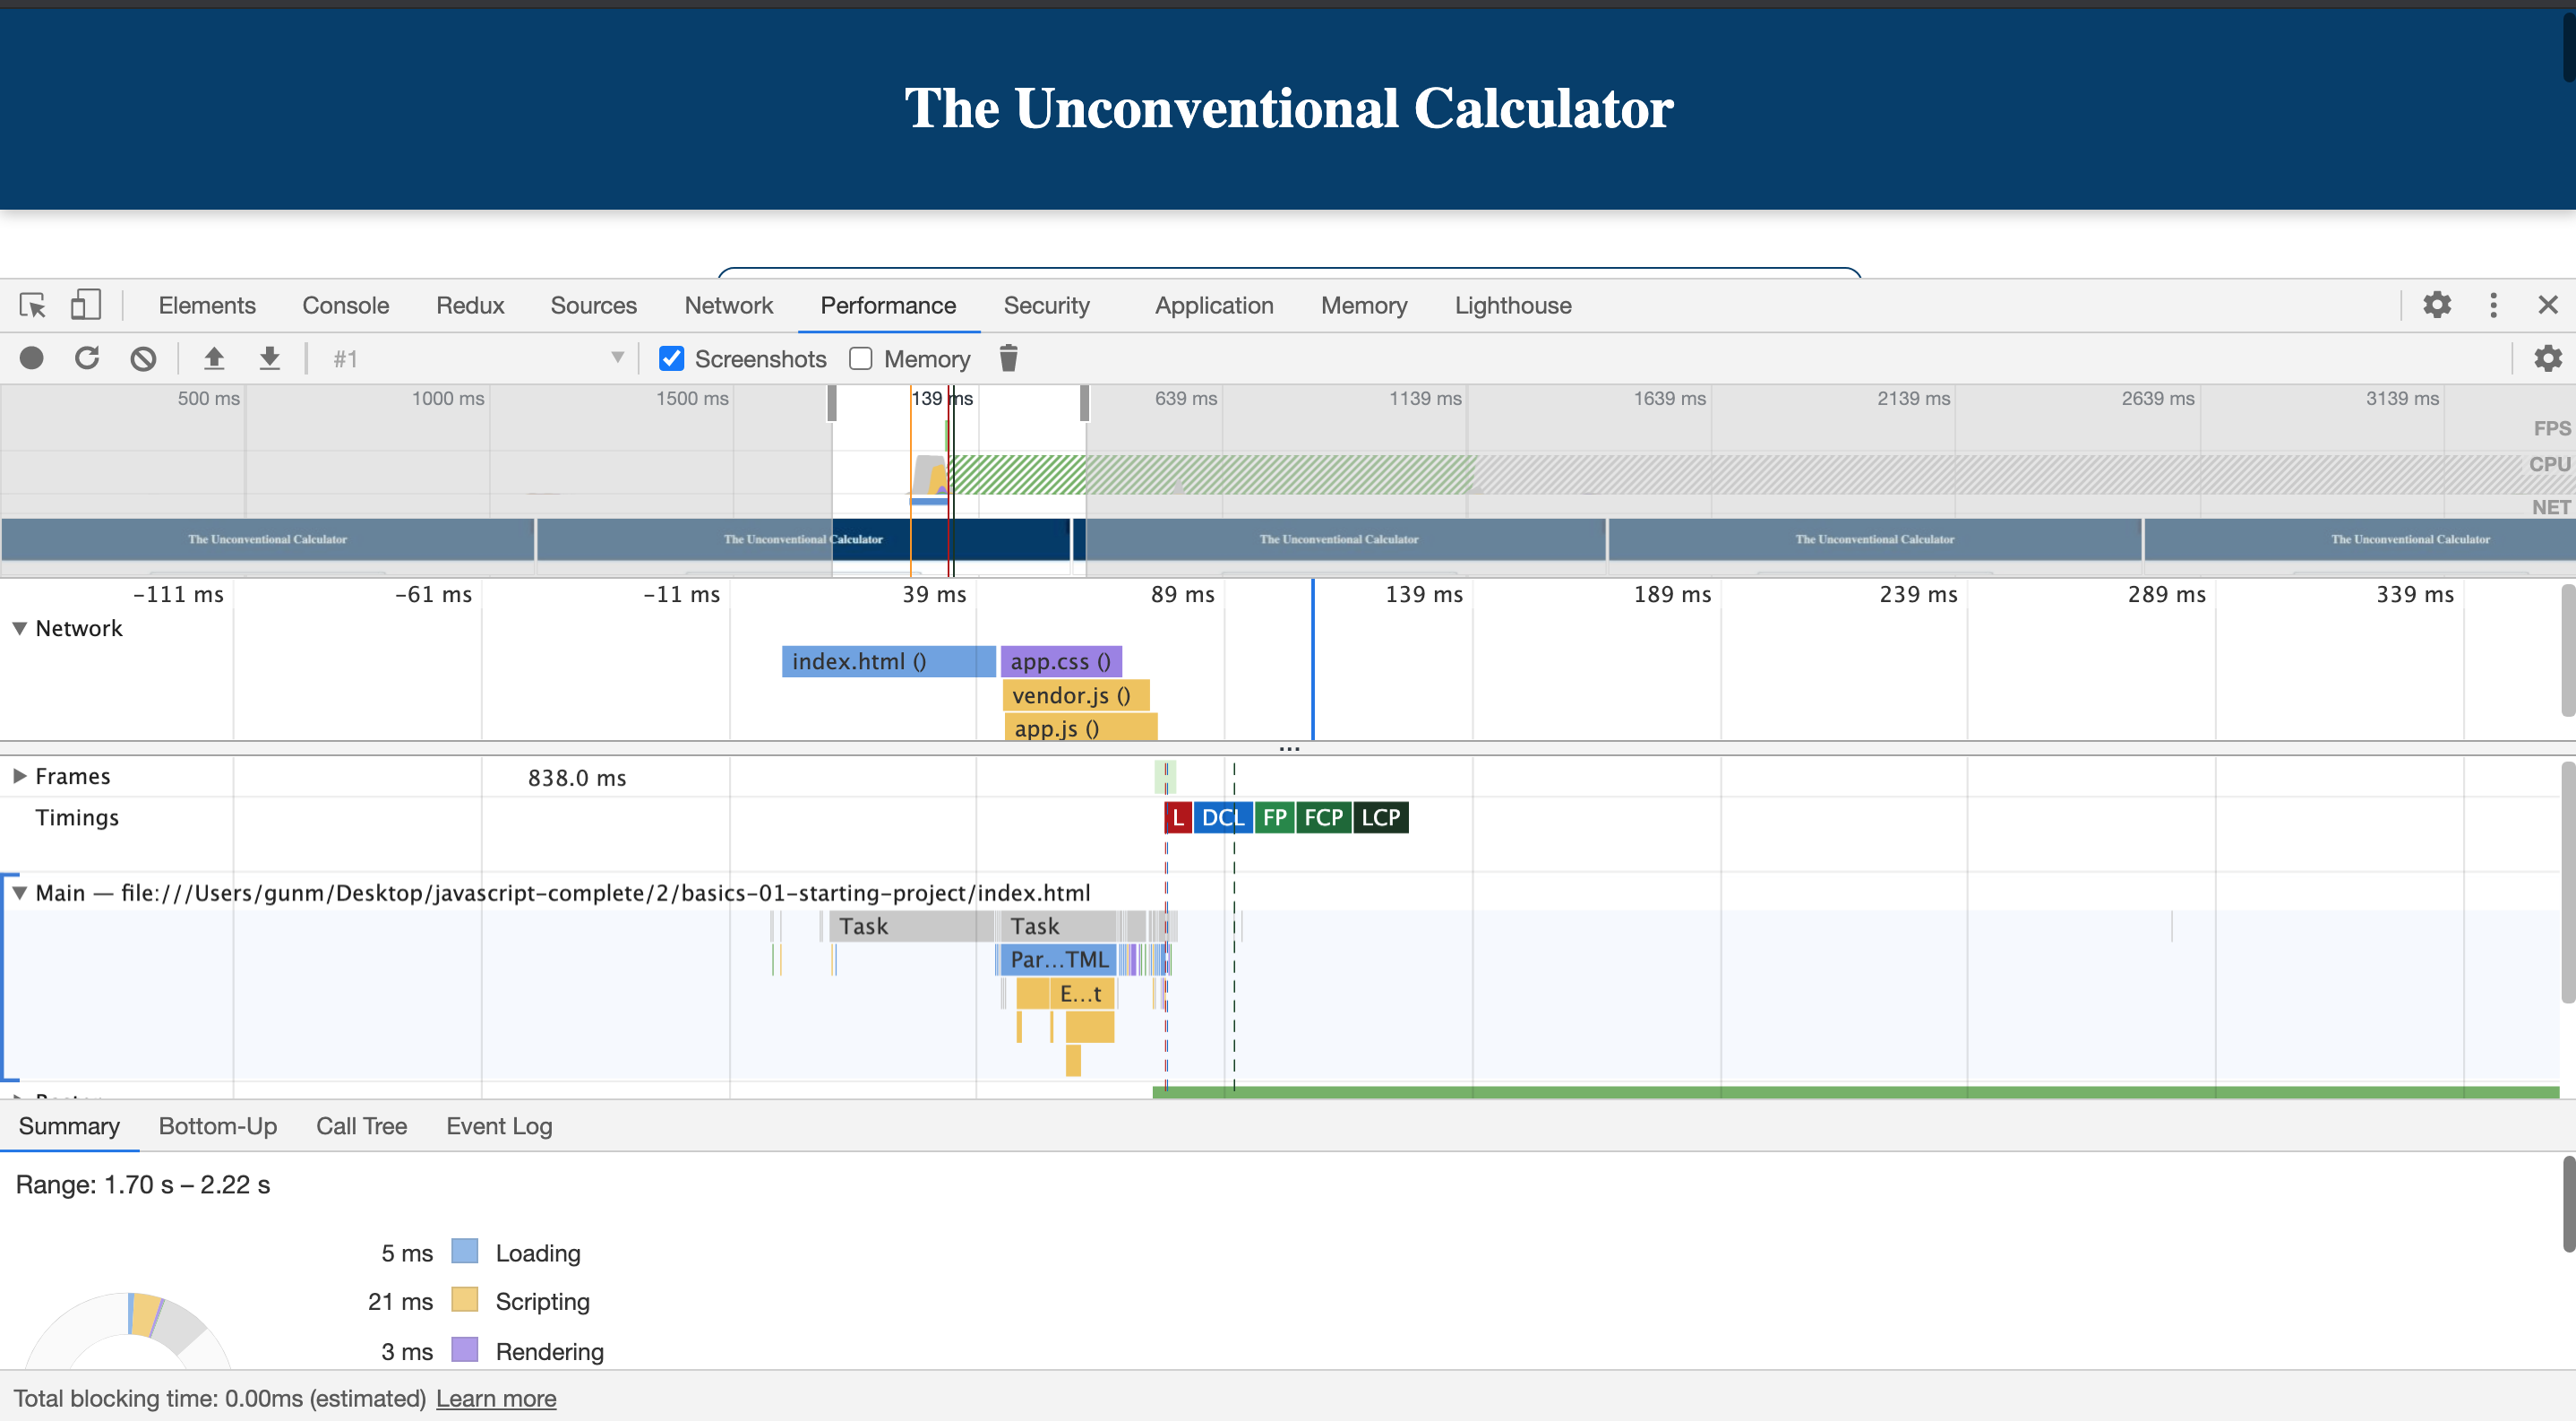 The Unconventional Calculator
Elements Console Redux Sources Network Performance Security Application Memory Lighthouse
#1 Screenshots Memory
500 ms 1000 ms 1500 ms 139 ms 639 ms 1139 ms 1639 ms 2139 ms 2639 ms 3139 ms
FPS
CPU
NET
The Unconventional Calculator The Unconventional Calculator The Unconventional Calculator The Unconventional Calculator The Unconventional Calculator
-111 ms -61 ms -11 ms 39 ms 89 ms 139 ms 189 ms 239 ms 289 ms 339 ms
Network
index.html () app.css ()
vendor.js ()
app.js ()
Frames 838.0 ms
Timings L DCL FP FCP LCP
Main — file:///Users/gunm/Desktop/javascript-complete/2/basics-01-starting-project/index.html
Task Task
Par...TML
E...t
Summary Bottom-Up Call Tree Event Log
Range: 1.70 s – 2.22 s
5 ms Loading
21 ms Scripting
3 ms Rendering
Total blocking time: 0.00ms (estimated) Learn more